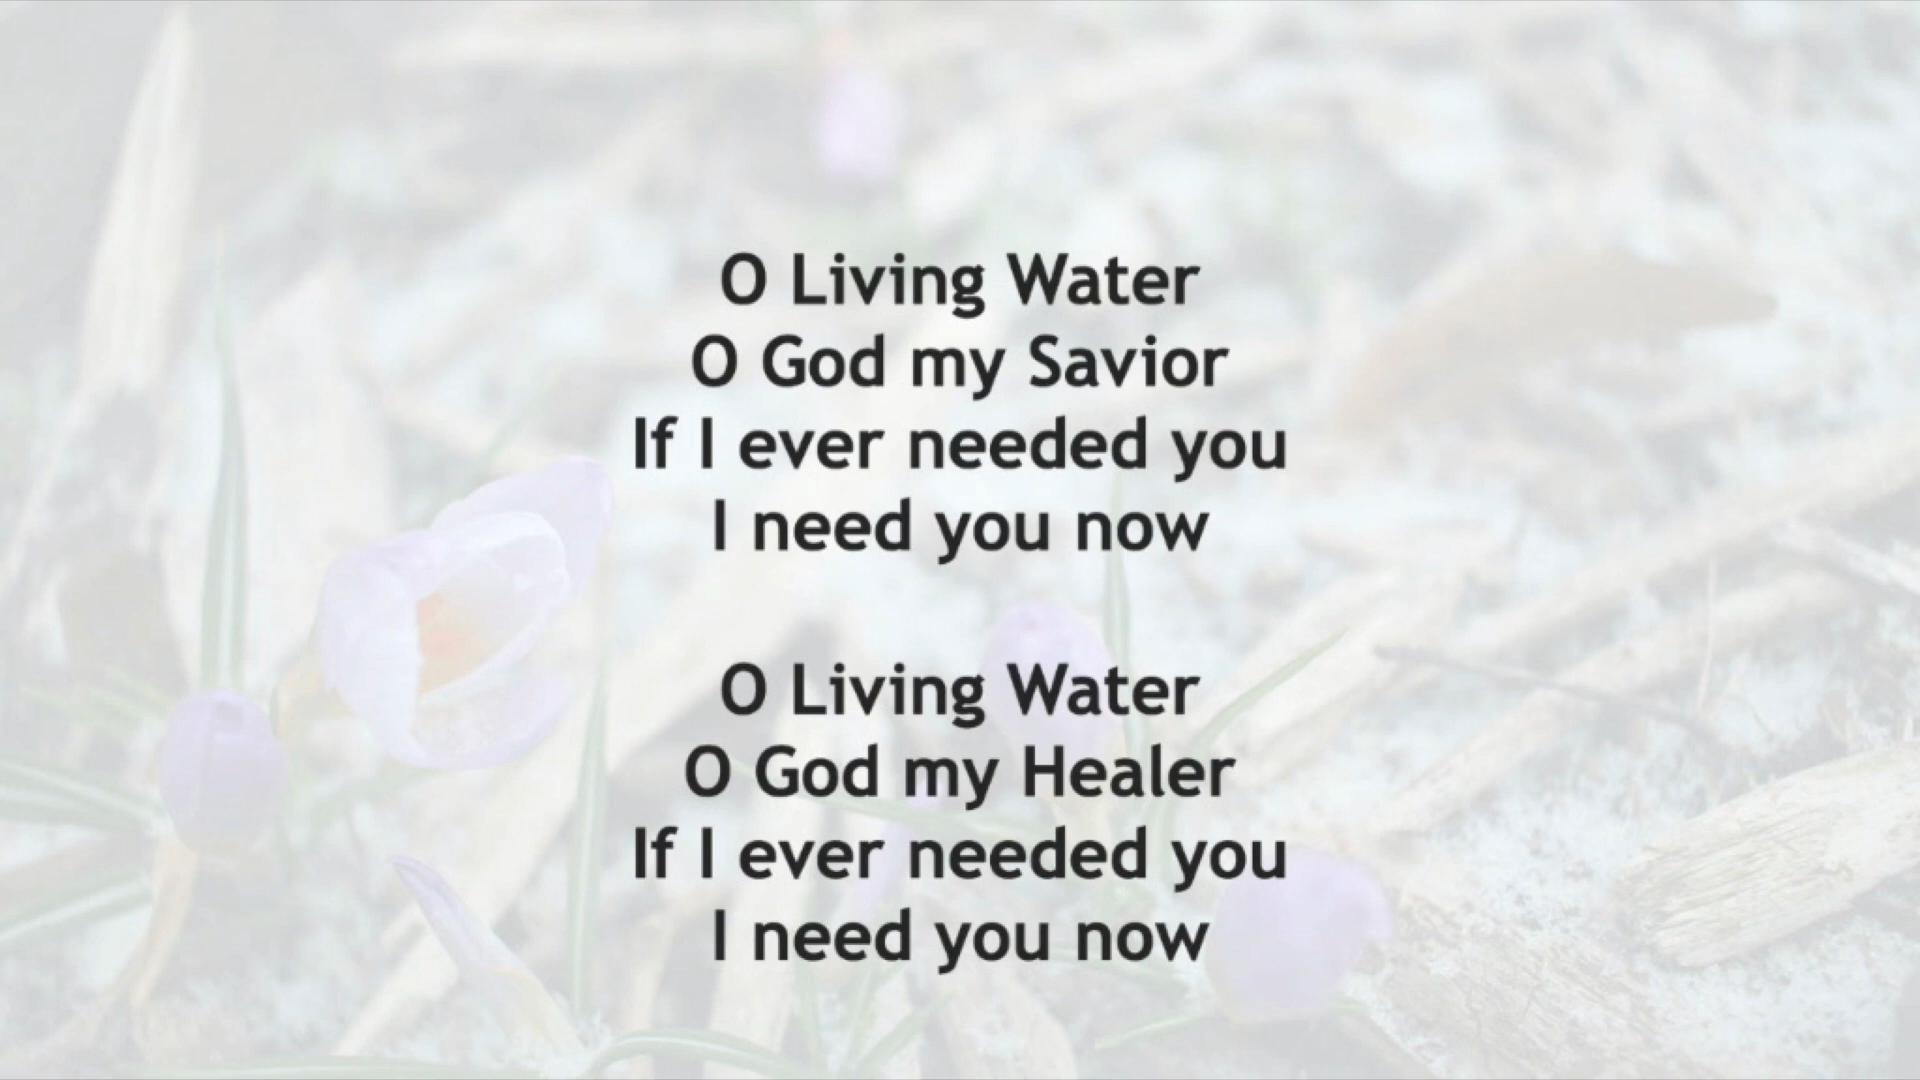 O Living Water
O God my Savior
If I ever needed you
I need you now
O Living Water
O God my Healer
If I ever needed you
I need you now